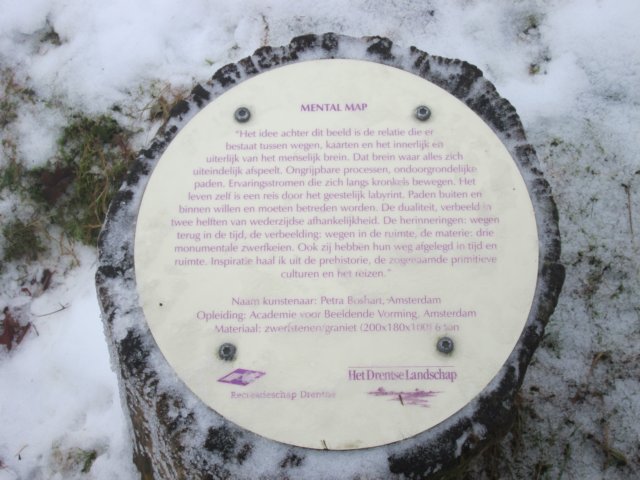 MENTAL MAP
"Het idee achter dit beeld is de relatie die er
bestaat tussen wegen, kaarten en het innerlijk en
uiterlijk van het menselijk brein. Dat brein waar alles zich
uiteindelijk afspeelt. Ongrijpbare processen, ondoorgrondelijke
paden. Ervaringsstromen die zich langs kronkels bewegen. Het
leven zelf is een reis door het geestelijk labyrint. Paden buiten en
binnen willen en moeten betreden worden. De dualiteit, verbeeld in
twee helften van wederzijdse afhankelijkheid. De herinneringen: wegen
terug in de tijd, de verbeelding: wegen in de ruimte, de materie: drie
monumentale zwerfkeien. Ook zij hebben hun weg afgelegd in tijd en
ruimte. Inspiratie haal ik uit de prehistorie, de zogenaamde primitieve
culturen en het reizen."
Naam kunstenaar: Petra Boshart, Amsterdam
Opleiding: Academie voor Beeldende Vorming, Amsterdam
Materiaal: zwerfstenen/graniet (200x180x160) 6 ton
Recreatieschap Drenthe
Het Drentse Landschap